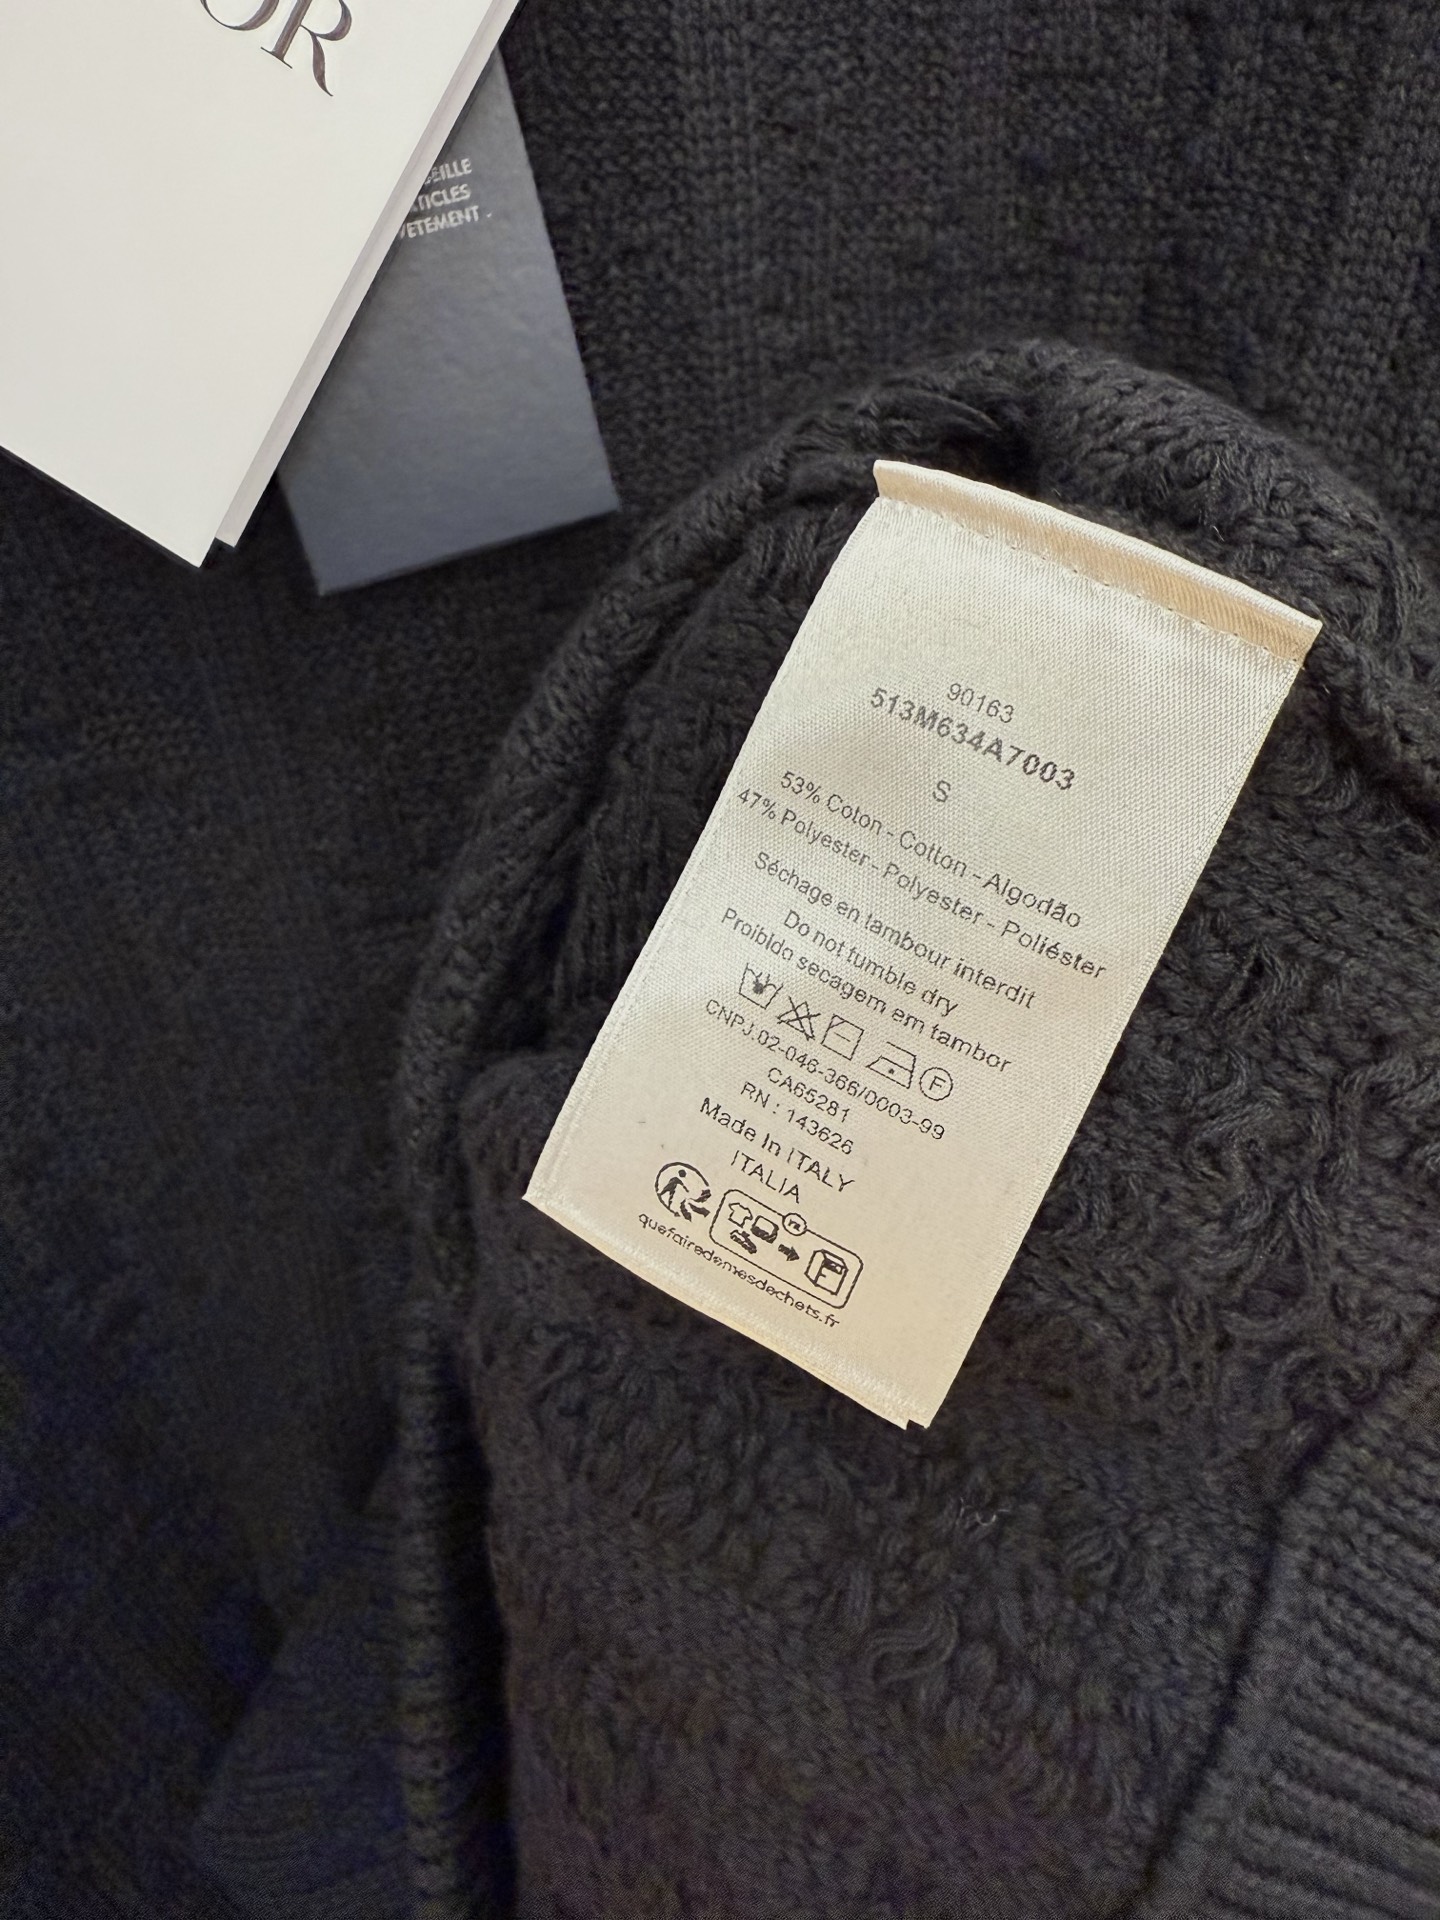 OR
EILLE
TICLES
VETEMENT .
90163
513M634A7003
S
53% Coton - Cotton - Algodão
47% Polyester - Polyester - Poliéster
Séchage en tambour interdit
Do not tumble dry
Proibido secagem em tambor
F
CNPJ.02-046-366/0003-99
CA65281
RN : 143626
Made In ITALY
ITALIA
quefairedemesdechets.fr